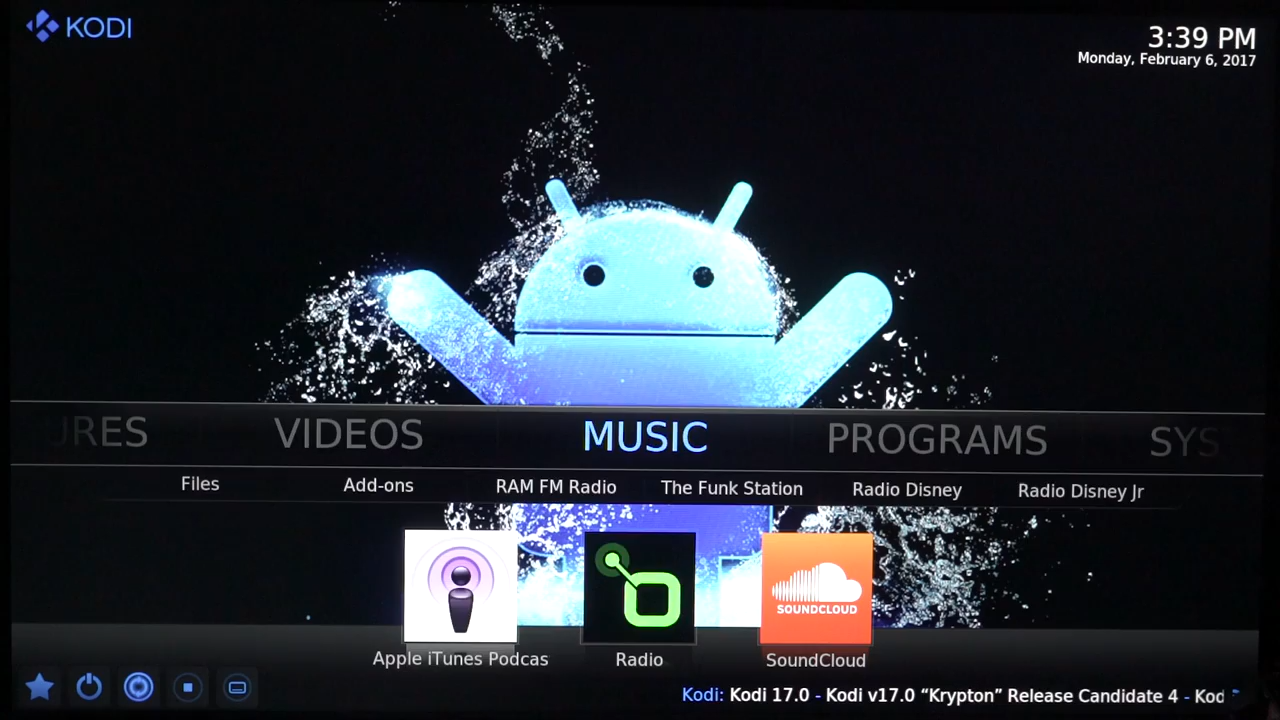 KODI
3:39 PM
Monday, February 6, 2017
URES VIDEOS MUSIC PROGRAMS SYS
Files Add-ons RAM FM Radio The Funk Station Radio Disney Radio Disney Jr
SOUNDCLOUD
Apple iTunes Podcas Radio SoundCloud
Kodi: Kodi 17.0 - Kodi v17.0 “Krypton” Release Candidate 4 - Kod